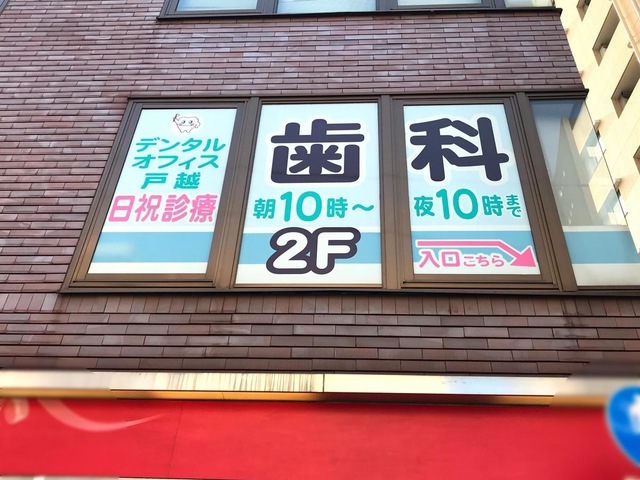 デンタル
オフィス
戸越
日祝診療
歯
朝10時～
2F
科
夜10時まで
入口こちら